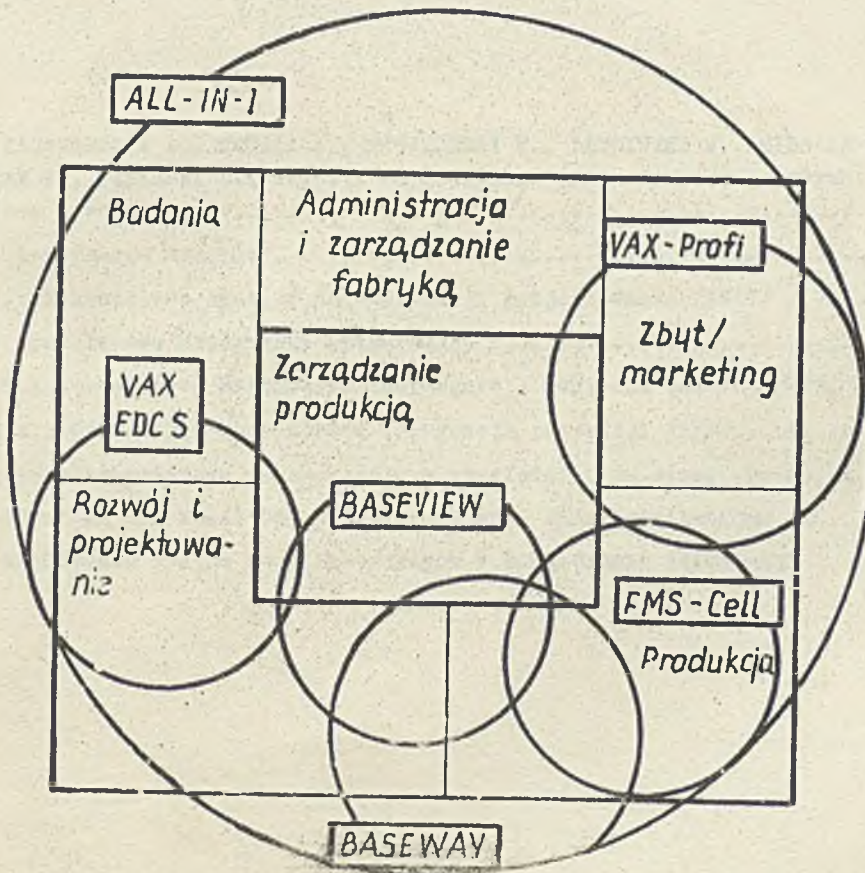 ALL-IN-1
Badania
Administracja
i zarządzanie
fabryką
VAX-Profi
Zbyt/
marketing
Zarządzanie
produkcją
VAX
EDCS
BASEVIEW
Rozwój i
projektowa-
nie
FMS-Cell
Produkcja
BASEWAY